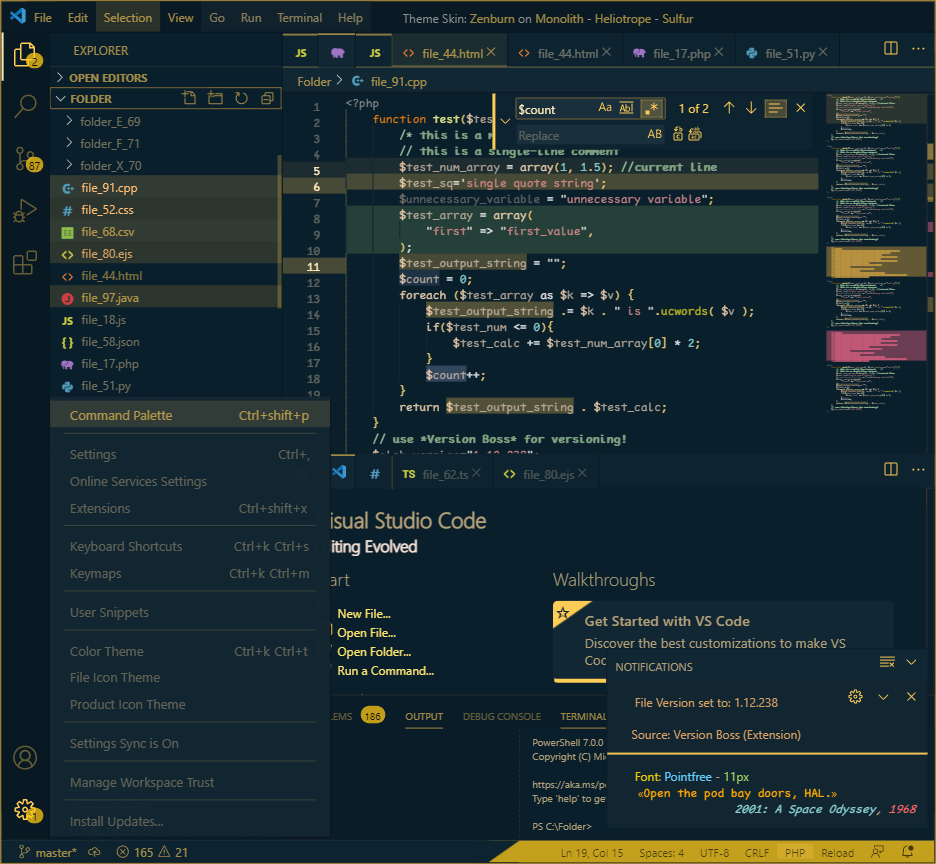 File Edit Selection View Go Run Terminal Help Theme Skin: Zenburn on Monolith - Heliotrope - Sulfur
2
EXPLORER
OPEN EDITORS
FOLDER
folder_E_69
folder_F_71
folder_X_70
87
file_91.cpp
# file_52.css
file_68.csv
<> file_80.ejs
<> file_44.html
file_97.java
JS file_18.js
{} file_58.json
file_17.php
file_51.py
JS JS <> file_44.html <> file_44.html file_17.php file_51.py
Folder > file_91.cpp
$count Aa Abl .* 1 of 2
Replace AB
1 <?php
2 function test($tes
3 /* this is a m
4 // this is a single-line comment
5 $test_num_array = array(1, 1.5); //current line
6 $test_sq='single quote string';
7 $unnecessary_variable = "unnecessary variable";
8 $test_array = array(
9 "first" => "first_value",
10 );
11 $test_output_string = "";
12 $count = 0;
13 foreach ($test_array as $k => $v) {
14 $test_output_string .= $k . " is ".ucwords( $v );
15 if($test_num <= 0){
16 $test_calc += $test_num_array[0] * 2;
17 }
18 $count++;
19 }
return $test_output_string . $test_calc;
}
// use *Version Boss* for versioning!
Command Palette Ctrl+shift+p
Settings Ctrl+,
Online Services Settings
Extensions Ctrl+shift+x
Keyboard Shortcuts Ctrl+k Ctrl+s
Keymaps Ctrl+k Ctrl+m
User Snippets
Color Theme Ctrl+k Ctrl+t
File Icon Theme
Product Icon Theme
Settings Sync is On
Manage Workspace Trust
Install Updates...
1
# TS file_62.ts <> file_80.ejs
isual Studio Code
iting Evolved
art
New File...
Open File...
Open Folder...
Run a Command...
Walkthroughs
Get Started with VS Code
Discover the best customizations to make VS
Coc
LEMS 186 OUTPUT DEBUG CONSOLE TERMINAL
PowerShell 7.0.0
Copyright (C) Mi
https://aka.ms/p
Type 'help' to ge
PS C:\Folder>
NOTIFICATIONS
File Version set to: 1.12.238
Source: Version Boss (Extension)
Font: Pointfree - 11px
«Open the pod bay doors, HAL.»
2001: A Space Odyssey, 1968
master* 165 21 Ln 19, Col 15 Spaces: 4 UTF-8 CRLF PHP Reload